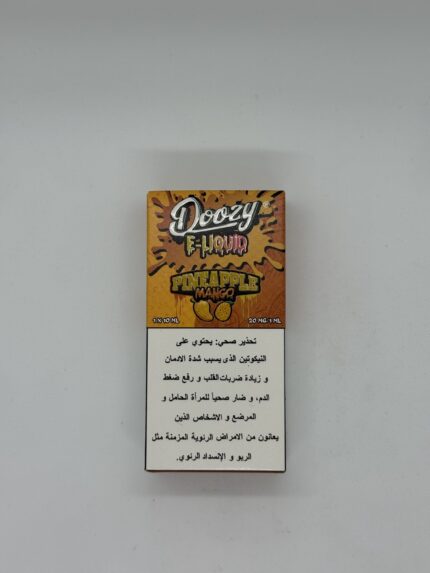 Doozy®
E-LIQUID
PINEAPPLE
MANGO
1 X 10 ML 20 MG-1 ML
تحذير صحي: يحتوي على
النيكوتين الذي يسبب شدة الادمان
و زيادة ضربات القلب و رفع ضغط
الدم، و ضار صحياً للمرأة الحامل و
المرضع و الاشخاص الذين
يعانون من الامراض الرئوية المزمنة مثل
الربو و الإنسداد الرئوي.